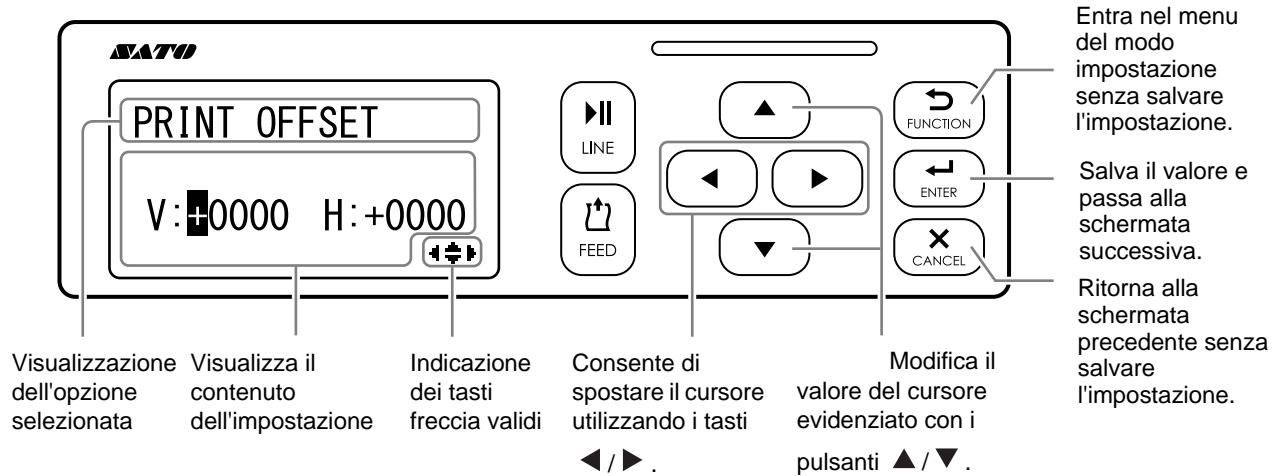 SATO
PRINT OFFSET
V:+0000 H:+0000
LINE
FEED
FUNCTION
ENTER
CANCEL
Entra nel menu
del modo
impostazione
senza salvare
l'impostazione.
Salva il valore e
passa alla
schermata
successiva.
Ritorna alla
schermata
precedente senza
salvare
l'impostazione.
Visualizzazione
dell'opzione
selezionata
Visualizza il
contenuto
dell'impostazione
Indicazione
dei tasti
freccia validi
Consente di
spostare il cursore
utilizzando i tasti
◀/▶ .
Modifica il
valore del cursore
evidenziato con i
pulsanti ▲/▼ .